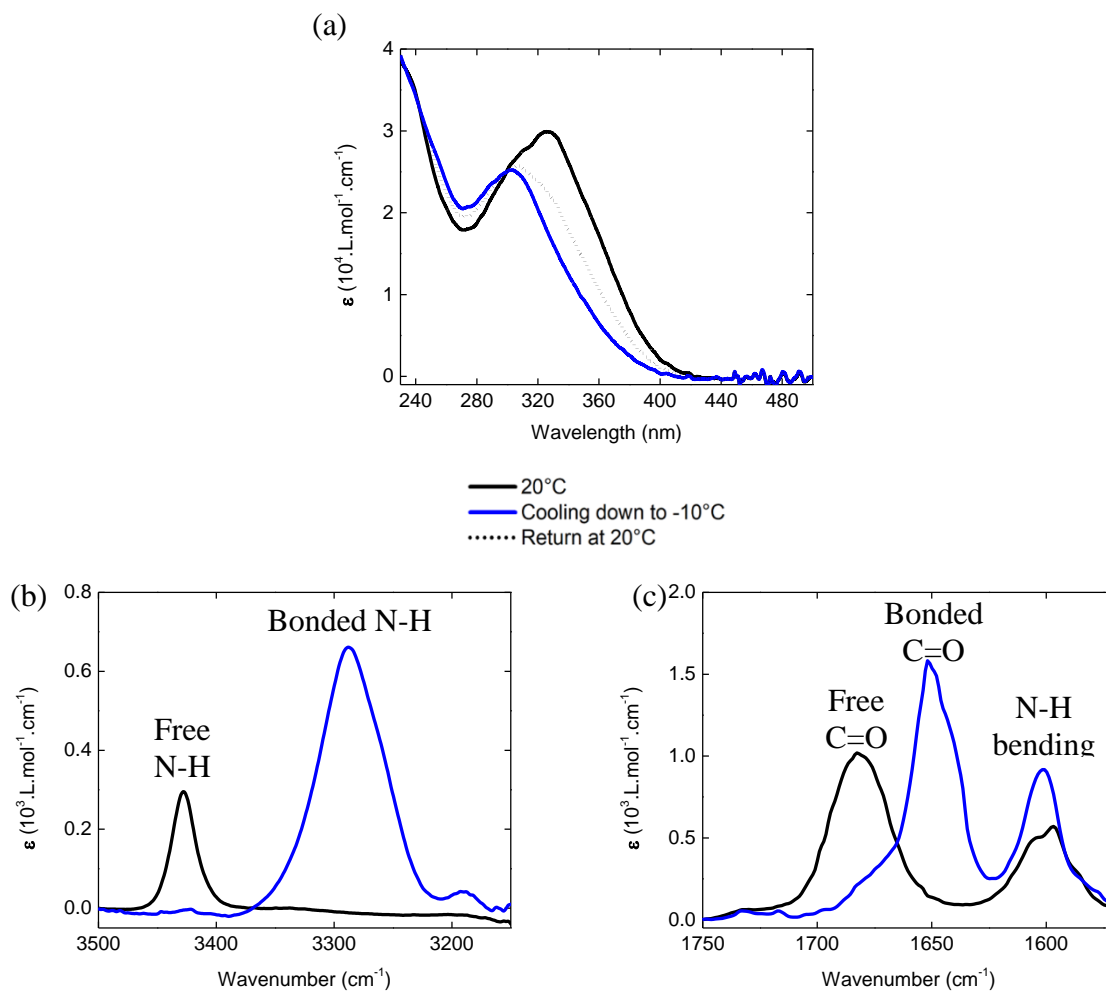 (a)
4
3
2
1
0
ε (10⁴.L.mol⁻¹.cm⁻¹)
240 280 320 360 400 440 480
Wavelength (nm)
20°C
Cooling down to -10°C
Return at 20°C
(b)
0.8
0.6
0.4
0.2
0.0
ε (10³.L.mol⁻¹.cm⁻¹)
Bonded N-H
Free
N-H
3500 3400 3300 3200
Wavenumber (cm⁻¹)
(c)
2.0
1.5
1.0
0.5
0.0
ε (10³.L.mol⁻¹.cm⁻¹)
Bonded
C=O
Free
C=O
N-H
bending
1750 1700 1650 1600
Wavenumber (cm⁻¹)